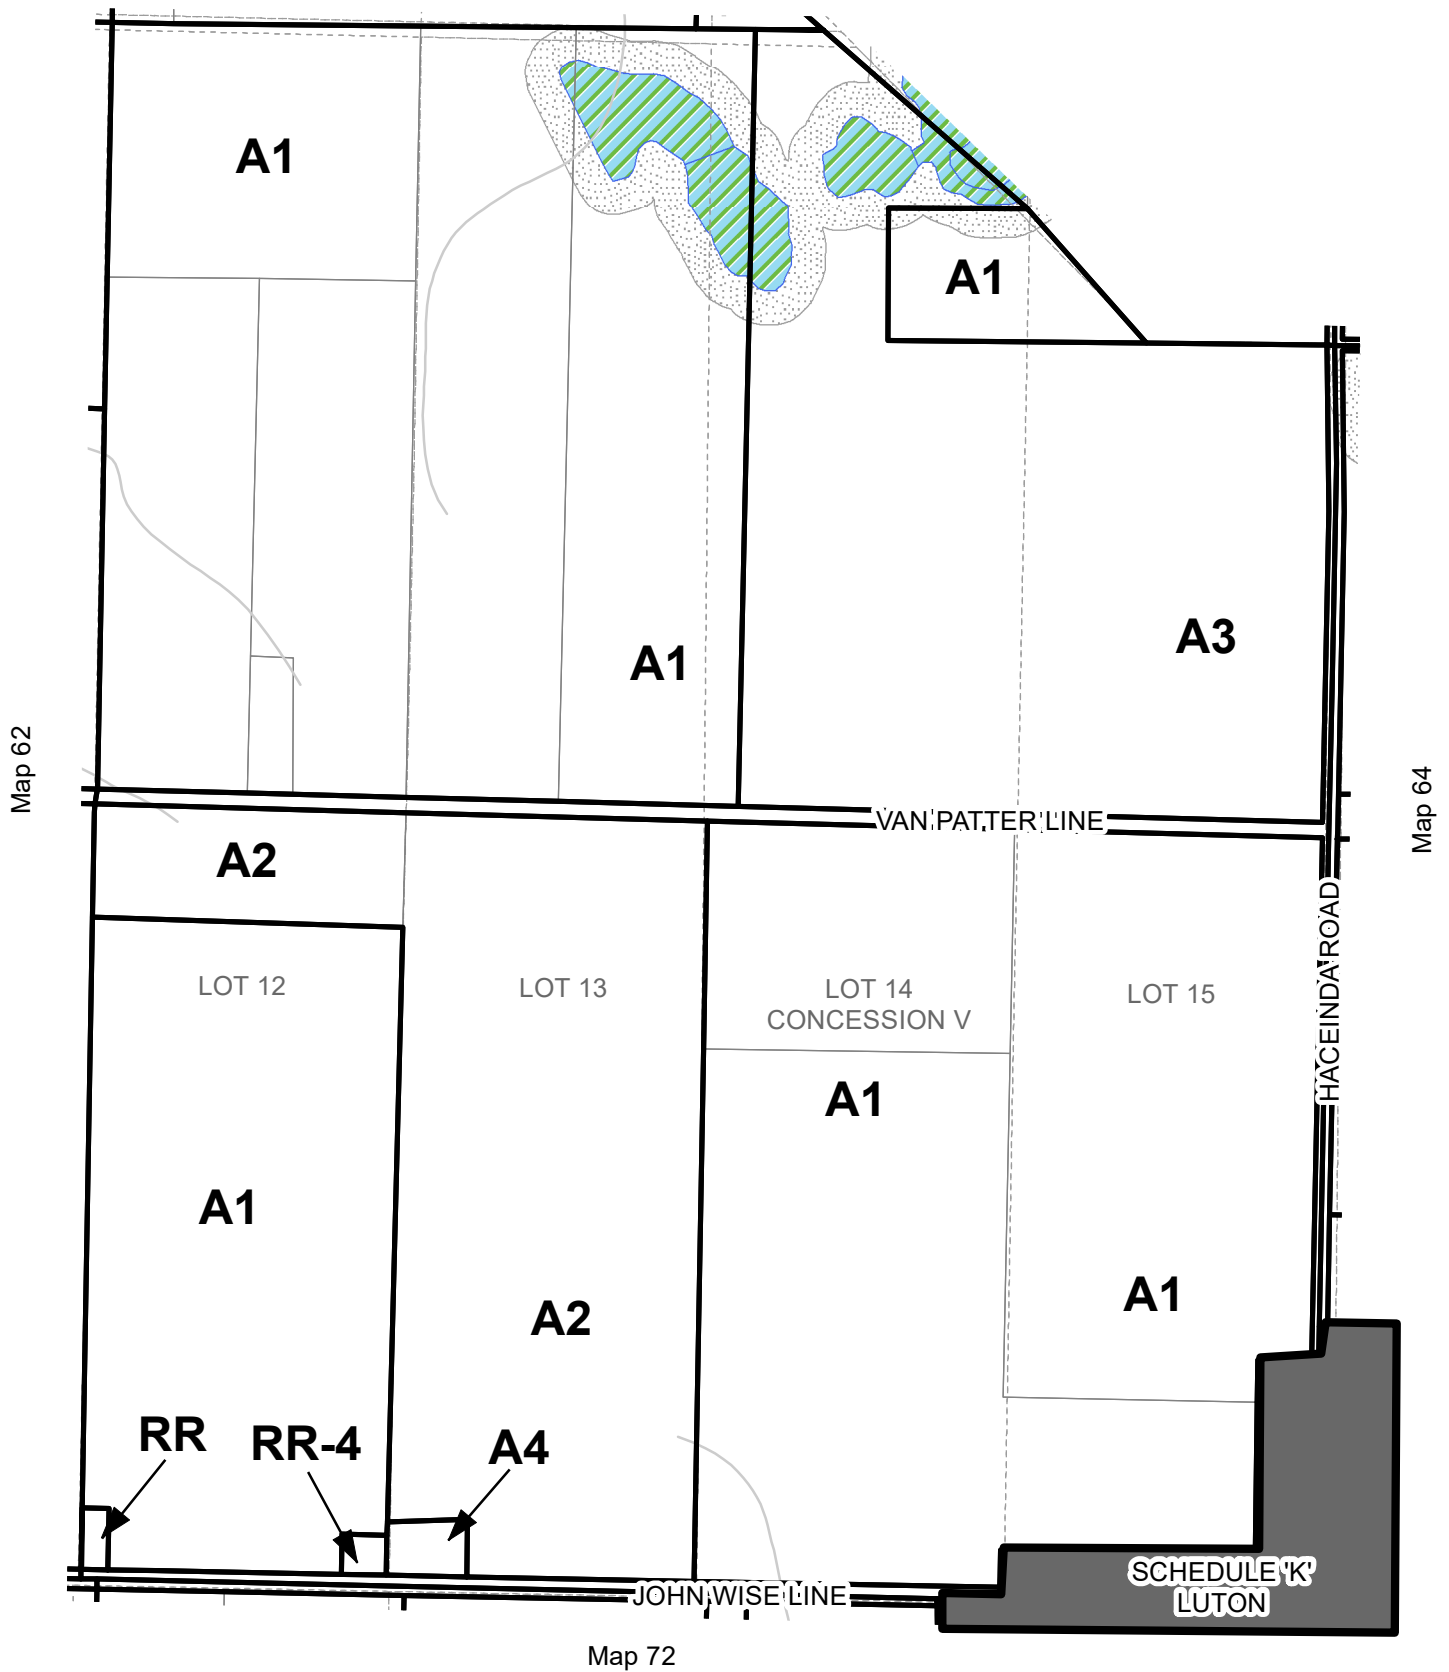 A1
A1
A3
A1
Map 62
Map 64
VAN PATTER LINE
A2
HACEINDA ROAD
LOT 12
LOT 13
LOT 14
CONCESSION V
LOT 15
A1
A1
A1
A2
RR
RR-4
A4
SCHEDULE 'K'
LUTON
JOHN WISE LINE
Map 72